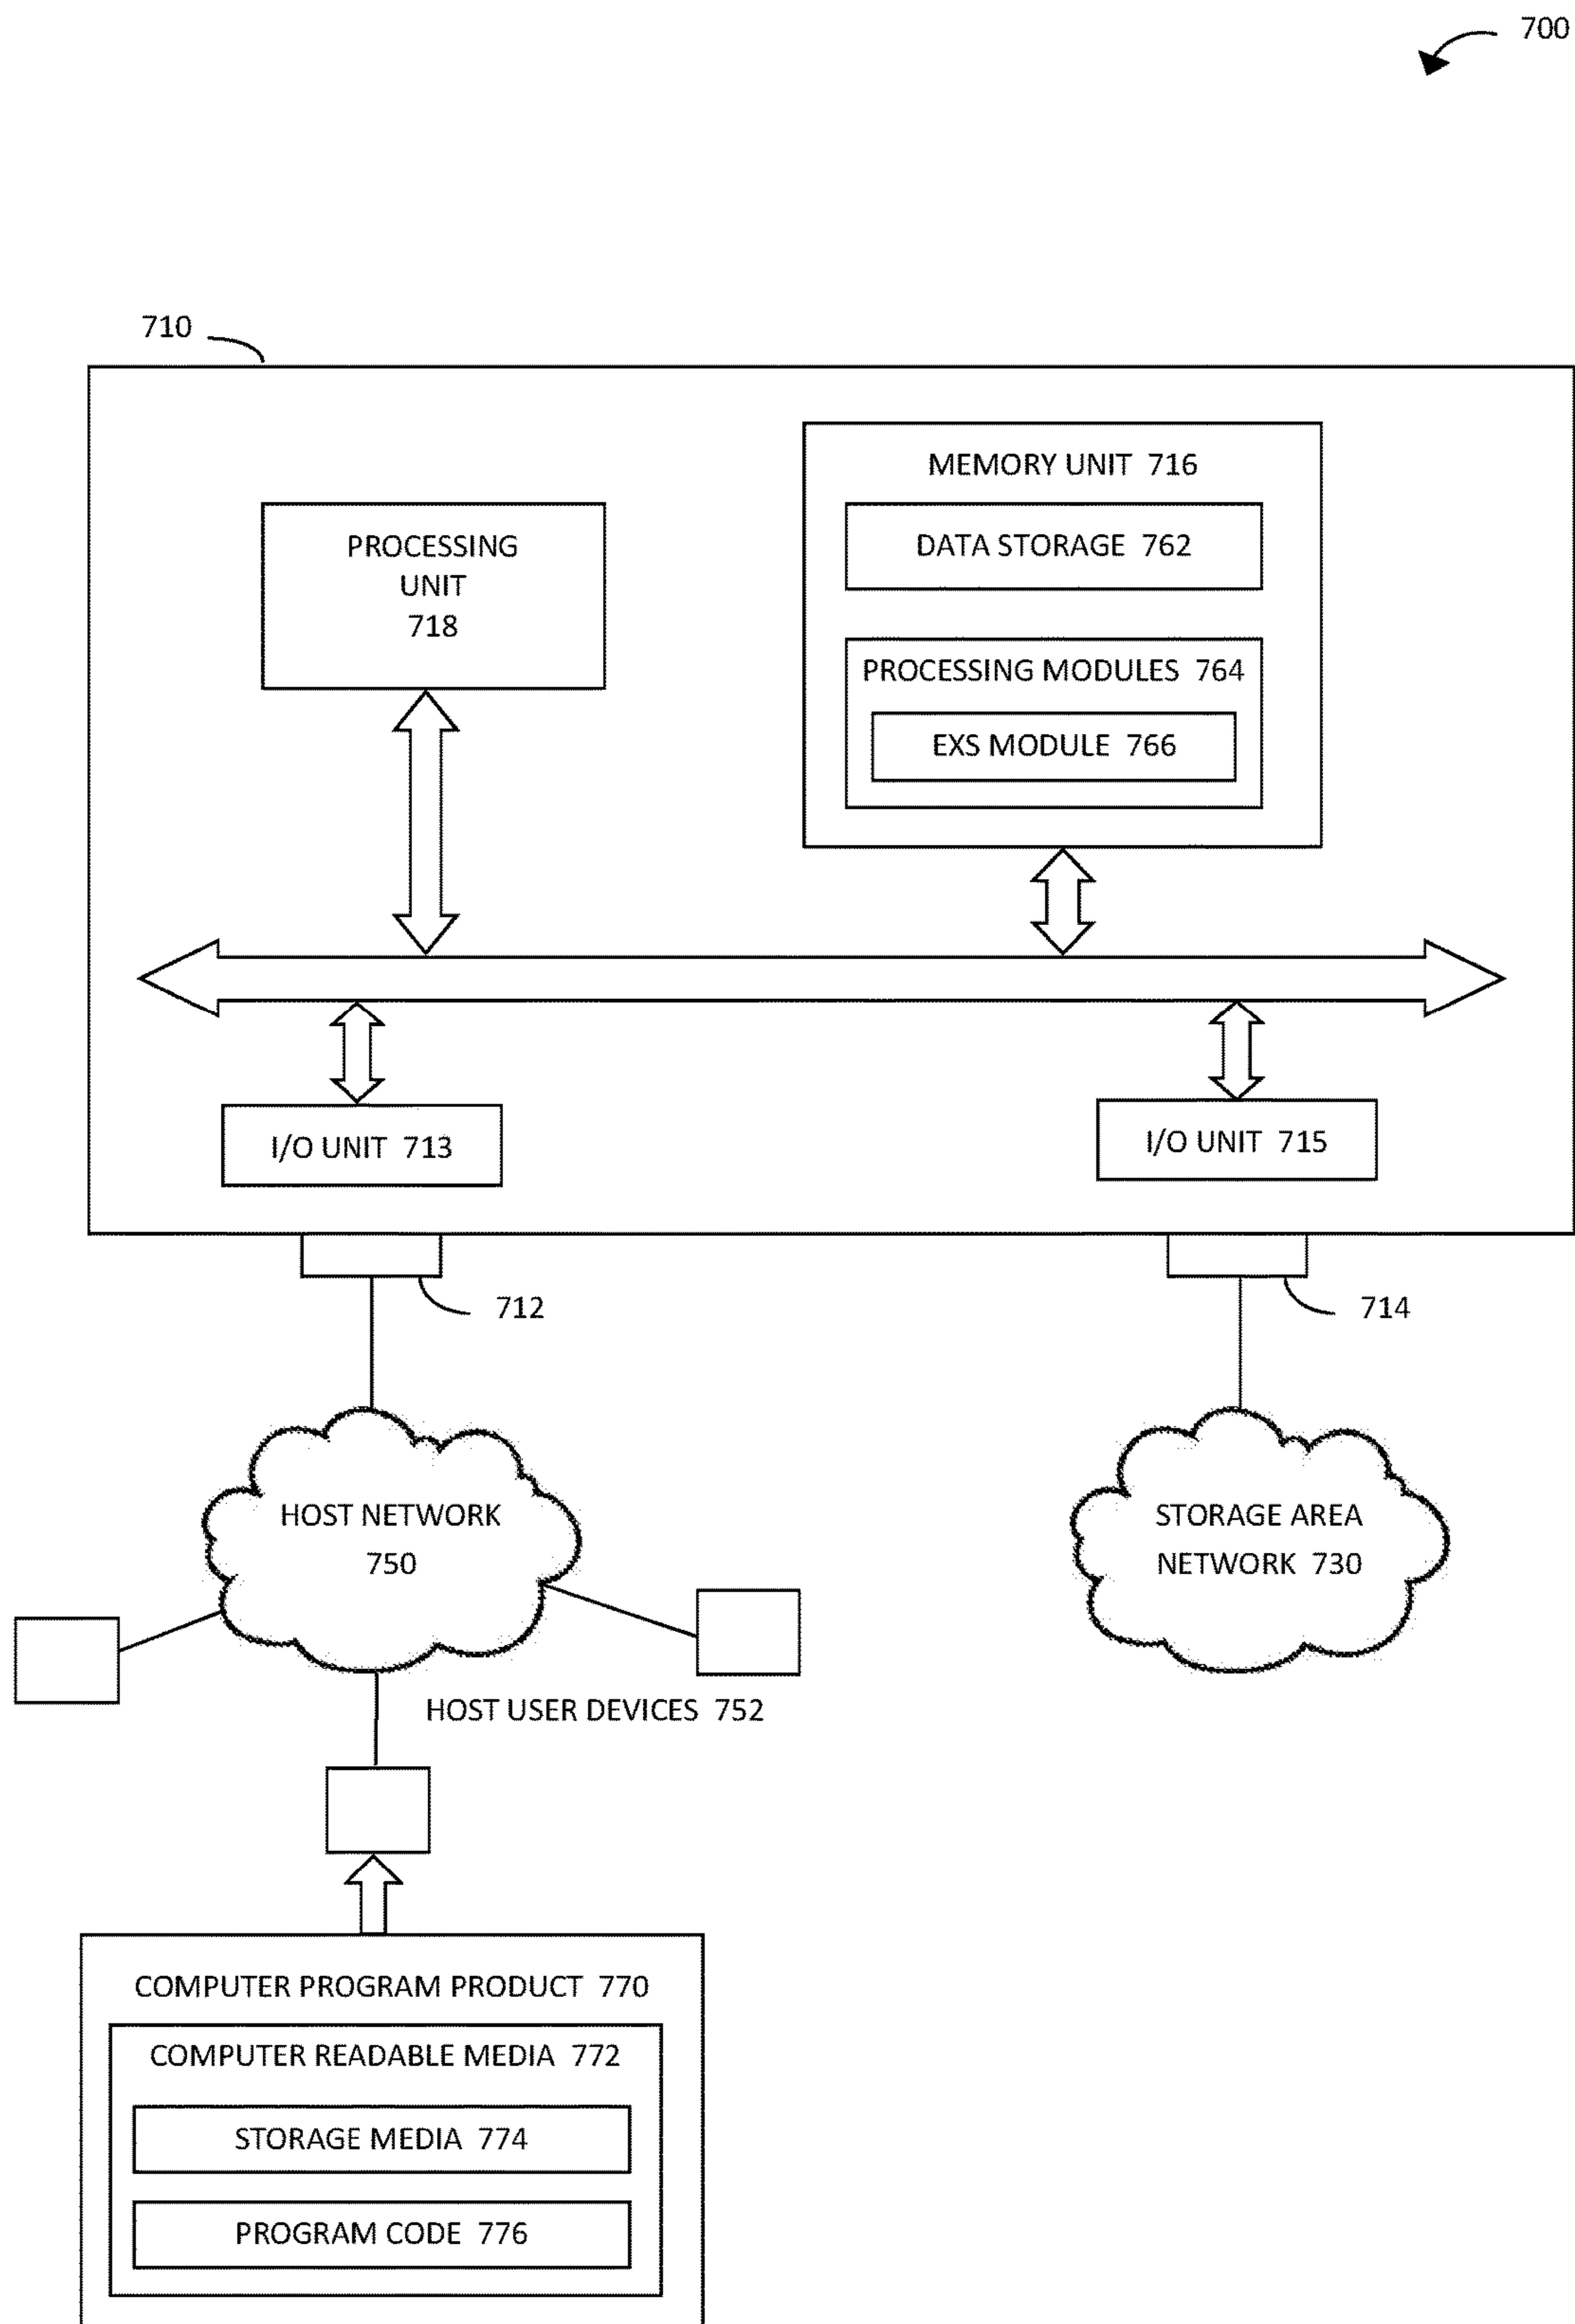 700
710
MEMORY UNIT 716
DATA STORAGE 762
PROCESSING
UNIT
718
PROCESSING MODULES 764
EXS MODULE 766
I/O UNIT 713
I/O UNIT 715
712
714
HOST NETWORK
750
STORAGE AREA
NETWORK 730
HOST USER DEVICES 752
COMPUTER PROGRAM PRODUCT 770
COMPUTER READABLE MEDIA 772
STORAGE MEDIA 774
PROGRAM CODE 776